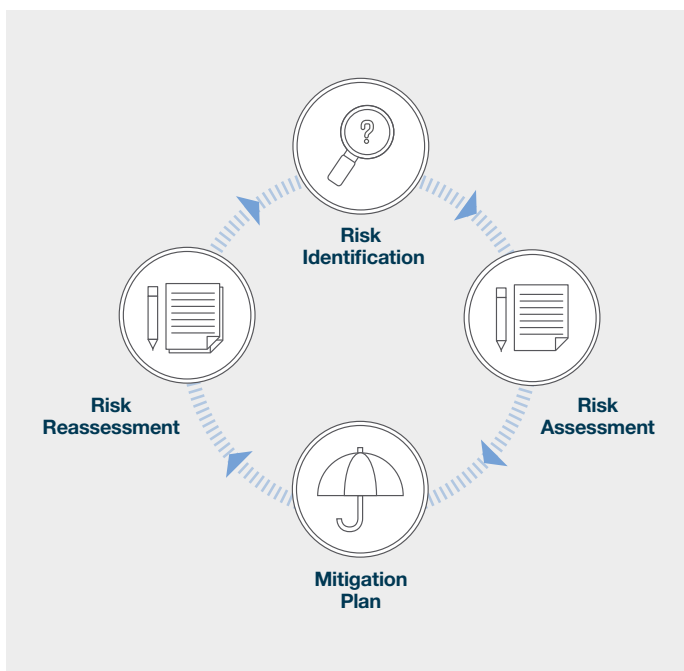 ?
Risk
Identification
Risk
Assessment
Mitigation
Plan
Risk
Reassessment